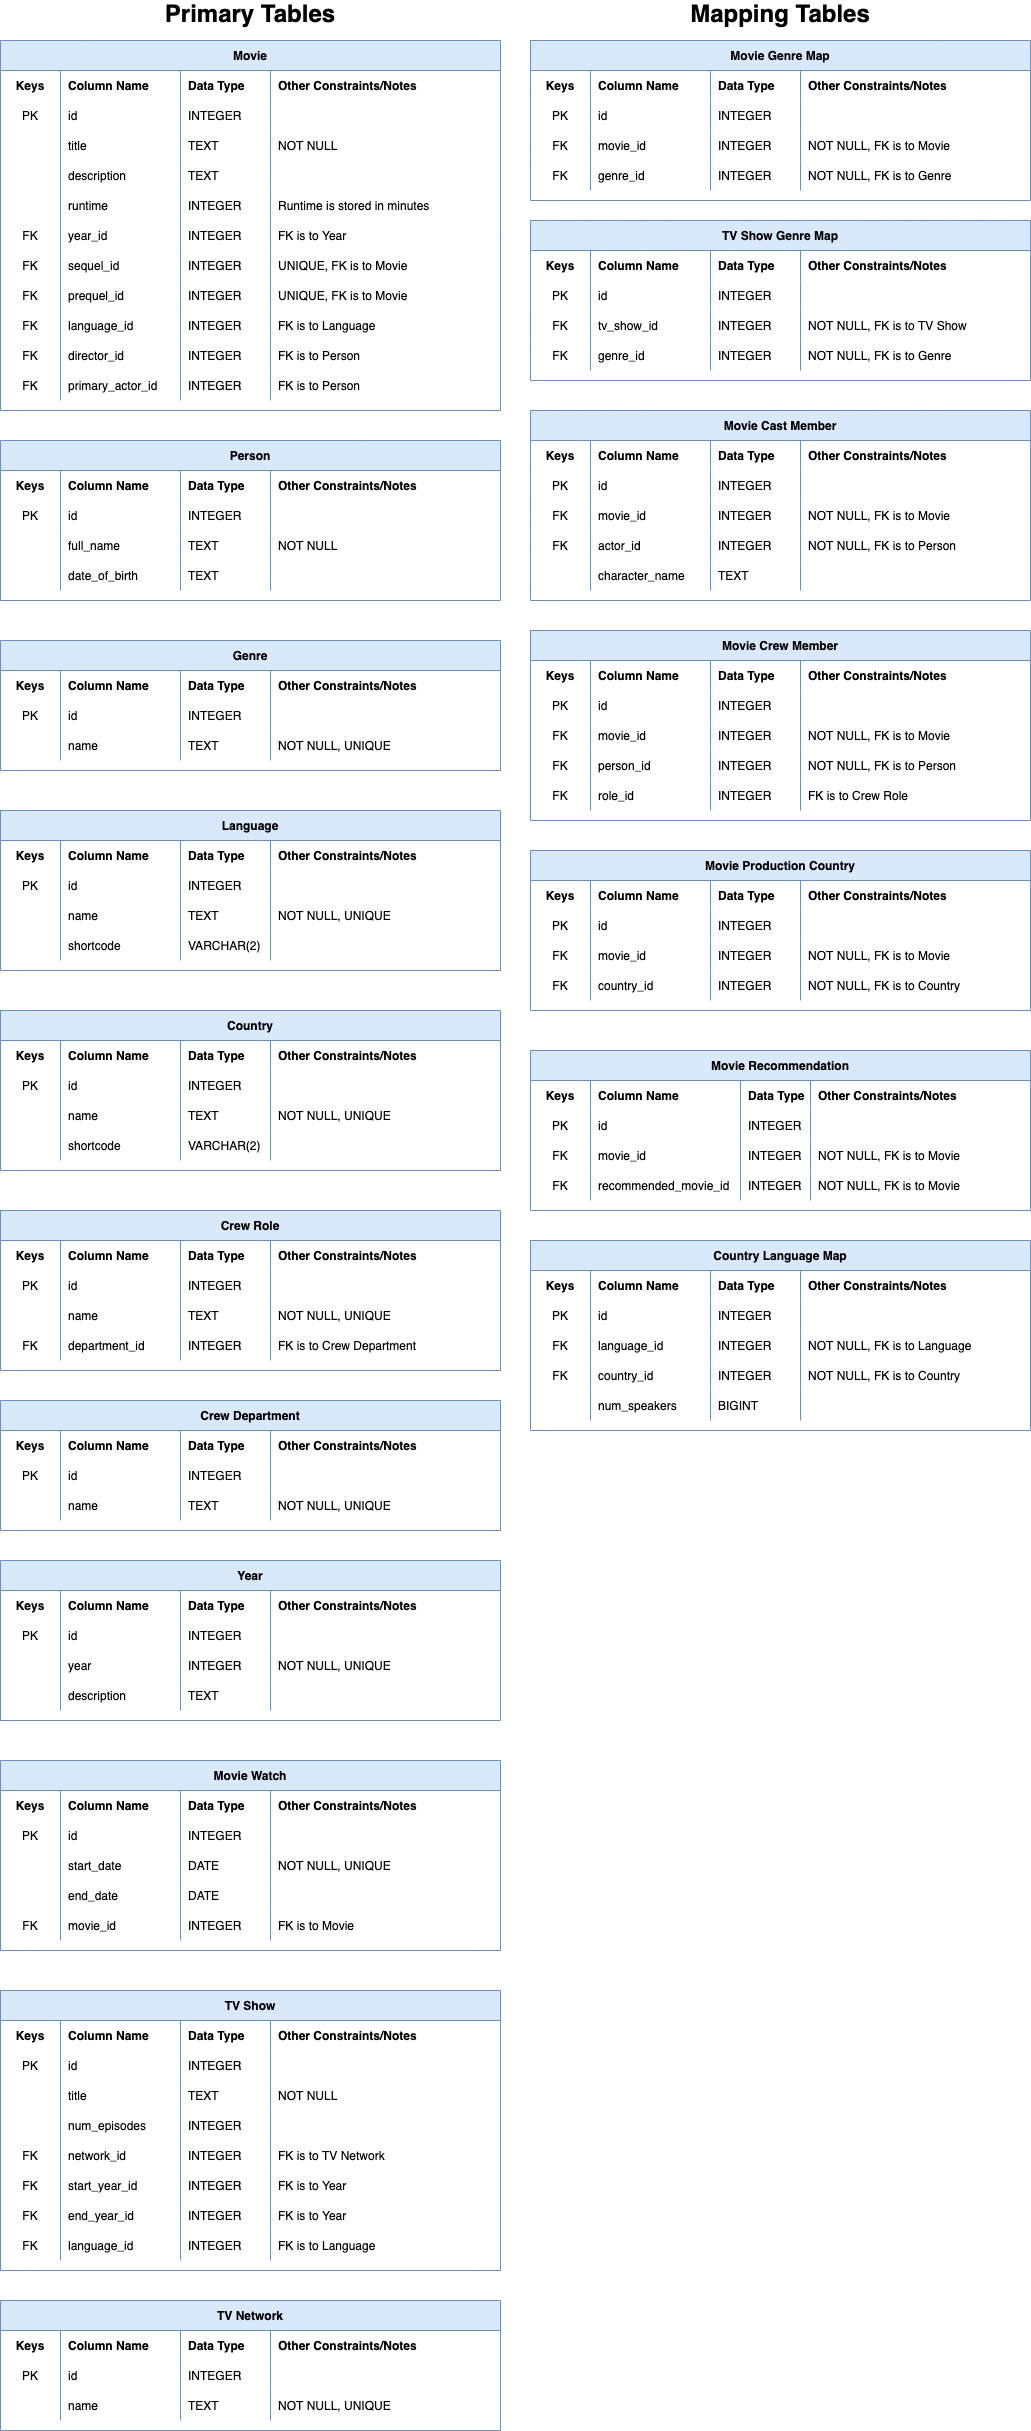 Primary Tables
Movie
Keys Column Name Data Type Other Constraints/Notes
PK id INTEGER
title TEXT NOT NULL
description TEXT
runtime INTEGER Runtime is stored in minutes
FK year_id INTEGER FK is to Year
FK sequel_id INTEGER UNIQUE, FK is to Movie
FK prequel_id INTEGER UNIQUE, FK is to Movie
FK language_id INTEGER FK is to Language
FK director_id INTEGER FK is to Person
FK primary_actor_id INTEGER FK is to Person
Person
Keys Column Name Data Type Other Constraints/Notes
PK id INTEGER
full_name TEXT NOT NULL
date_of_birth TEXT
Genre
Keys Column Name Data Type Other Constraints/Notes
PK id INTEGER
name TEXT NOT NULL, UNIQUE
Language
Keys Column Name Data Type Other Constraints/Notes
PK id INTEGER
name TEXT NOT NULL, UNIQUE
shortcode VARCHAR(2)
Country
Keys Column Name Data Type Other Constraints/Notes
PK id INTEGER
name TEXT NOT NULL, UNIQUE
shortcode VARCHAR(2)
Crew Role
Keys Column Name Data Type Other Constraints/Notes
PK id INTEGER
name TEXT NOT NULL, UNIQUE
FK department_id INTEGER FK is to Crew Department
Crew Department
Keys Column Name Data Type Other Constraints/Notes
PK id INTEGER
name TEXT NOT NULL, UNIQUE
Year
Keys Column Name Data Type Other Constraints/Notes
PK id INTEGER
year INTEGER NOT NULL, UNIQUE
description TEXT
Movie Watch
Keys Column Name Data Type Other Constraints/Notes
PK id INTEGER
start_date DATE NOT NULL, UNIQUE
end_date DATE
FK movie_id INTEGER FK is to Movie
TV Show
Keys Column Name Data Type Other Constraints/Notes
PK id INTEGER
title TEXT NOT NULL
num_episodes INTEGER
FK network_id INTEGER FK is to TV Network
FK start_year_id INTEGER FK is to Year
FK end_year_id INTEGER FK is to Year
FK language_id INTEGER FK is to Language
TV Network
Keys Column Name Data Type Other Constraints/Notes
PK id INTEGER
name TEXT NOT NULL, UNIQUE
Mapping Tables
Movie Genre Map
Keys Column Name Data Type Other Constraints/Notes
PK id INTEGER
FK movie_id INTEGER NOT NULL, FK is to Movie
FK genre_id INTEGER NOT NULL, FK is to Genre
TV Show Genre Map
Keys Column Name Data Type Other Constraints/Notes
PK id INTEGER
FK tv_show_id INTEGER NOT NULL, FK is to TV Show
FK genre_id INTEGER NOT NULL, FK is to Genre
Movie Cast Member
Keys Column Name Data Type Other Constraints/Notes
PK id INTEGER
FK movie_id INTEGER NOT NULL, FK is to Movie
FK actor_id INTEGER NOT NULL, FK is to Person
character_name TEXT
Movie Crew Member
Keys Column Name Data Type Other Constraints/Notes
PK id INTEGER
FK movie_id INTEGER NOT NULL, FK is to Movie
FK person_id INTEGER NOT NULL, FK is to Person
FK role_id INTEGER FK is to Crew Role
Movie Production Country
Keys Column Name Data Type Other Constraints/Notes
PK id INTEGER
FK movie_id INTEGER NOT NULL, FK is to Movie
FK country_id INTEGER NOT NULL, FK is to Country
Movie Recommendation
Keys Column Name Data Type Other Constraints/Notes
PK id INTEGER
FK movie_id INTEGER NOT NULL, FK is to Movie
FK recommended_movie_id INTEGER NOT NULL, FK is to Movie
Country Language Map
Keys Column Name Data Type Other Constraints/Notes
PK id INTEGER
FK language_id INTEGER NOT NULL, FK is to Language
FK country_id INTEGER NOT NULL, FK is to Country
num_speakers BIGINT